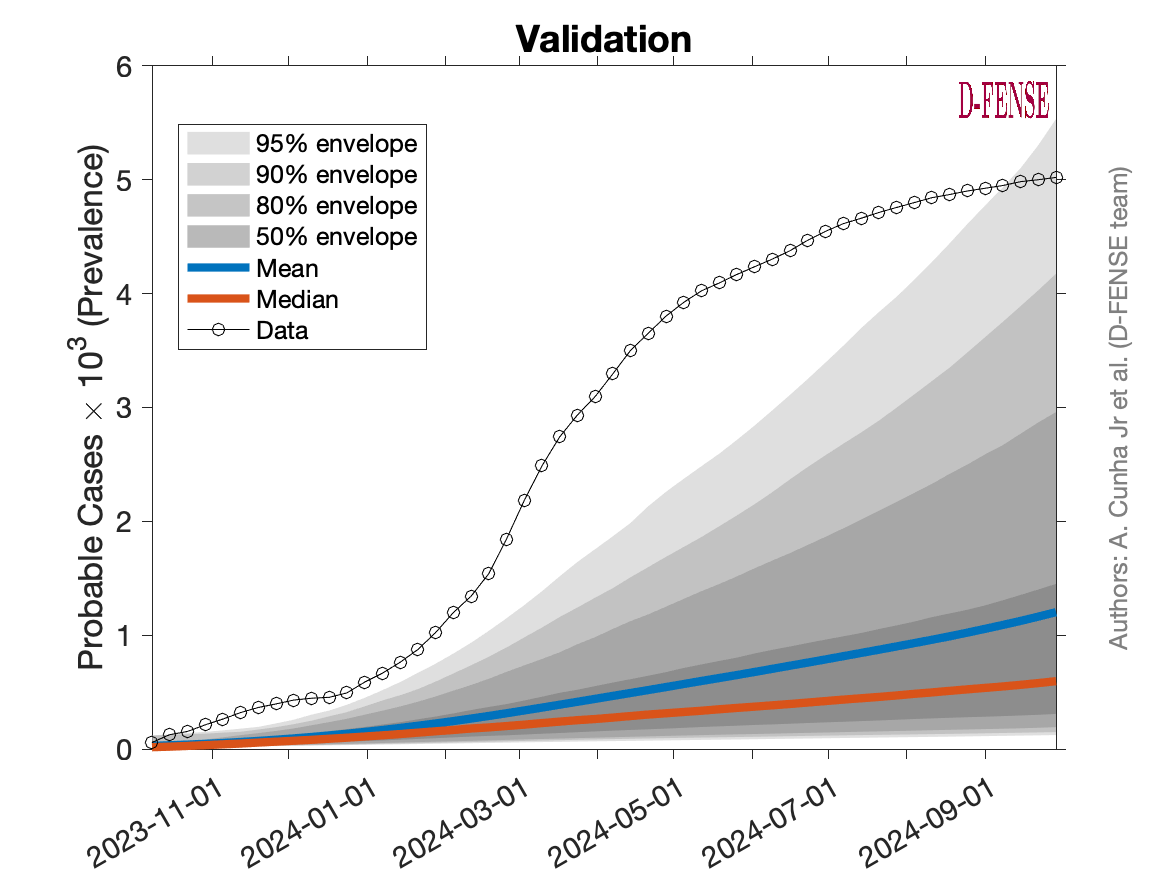 Validation
D-FENSE
95% envelope
90% envelope
80% envelope
50% envelope
Mean
Median
Data
Probable Cases × 10³ (Prevalence)
6
5
4
3
2
1
0
2023-11-01
2024-01-01
2024-03-01
2024-05-01
2024-07-01
2024-09-01
Authors: A. Cunha Jr et al. (D-FENSE team)